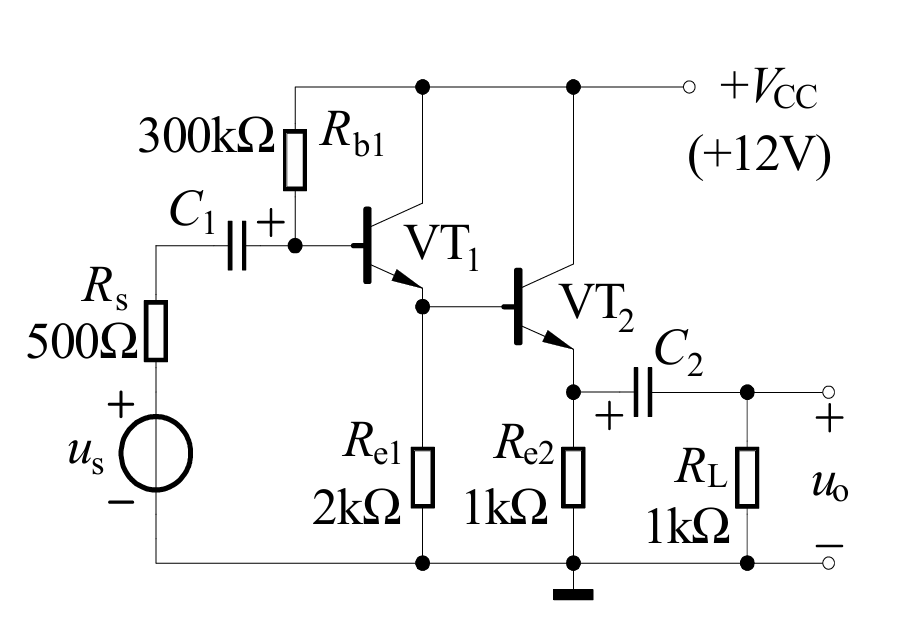 +V_CC
(+12V)
300kΩ R_b1
C_1 +
VT_1
R_s
500Ω
VT_2
C_2
+
u_s
−
R_e1
2kΩ
R_e2
1kΩ
+
R_L
1kΩ
+
u_o
−